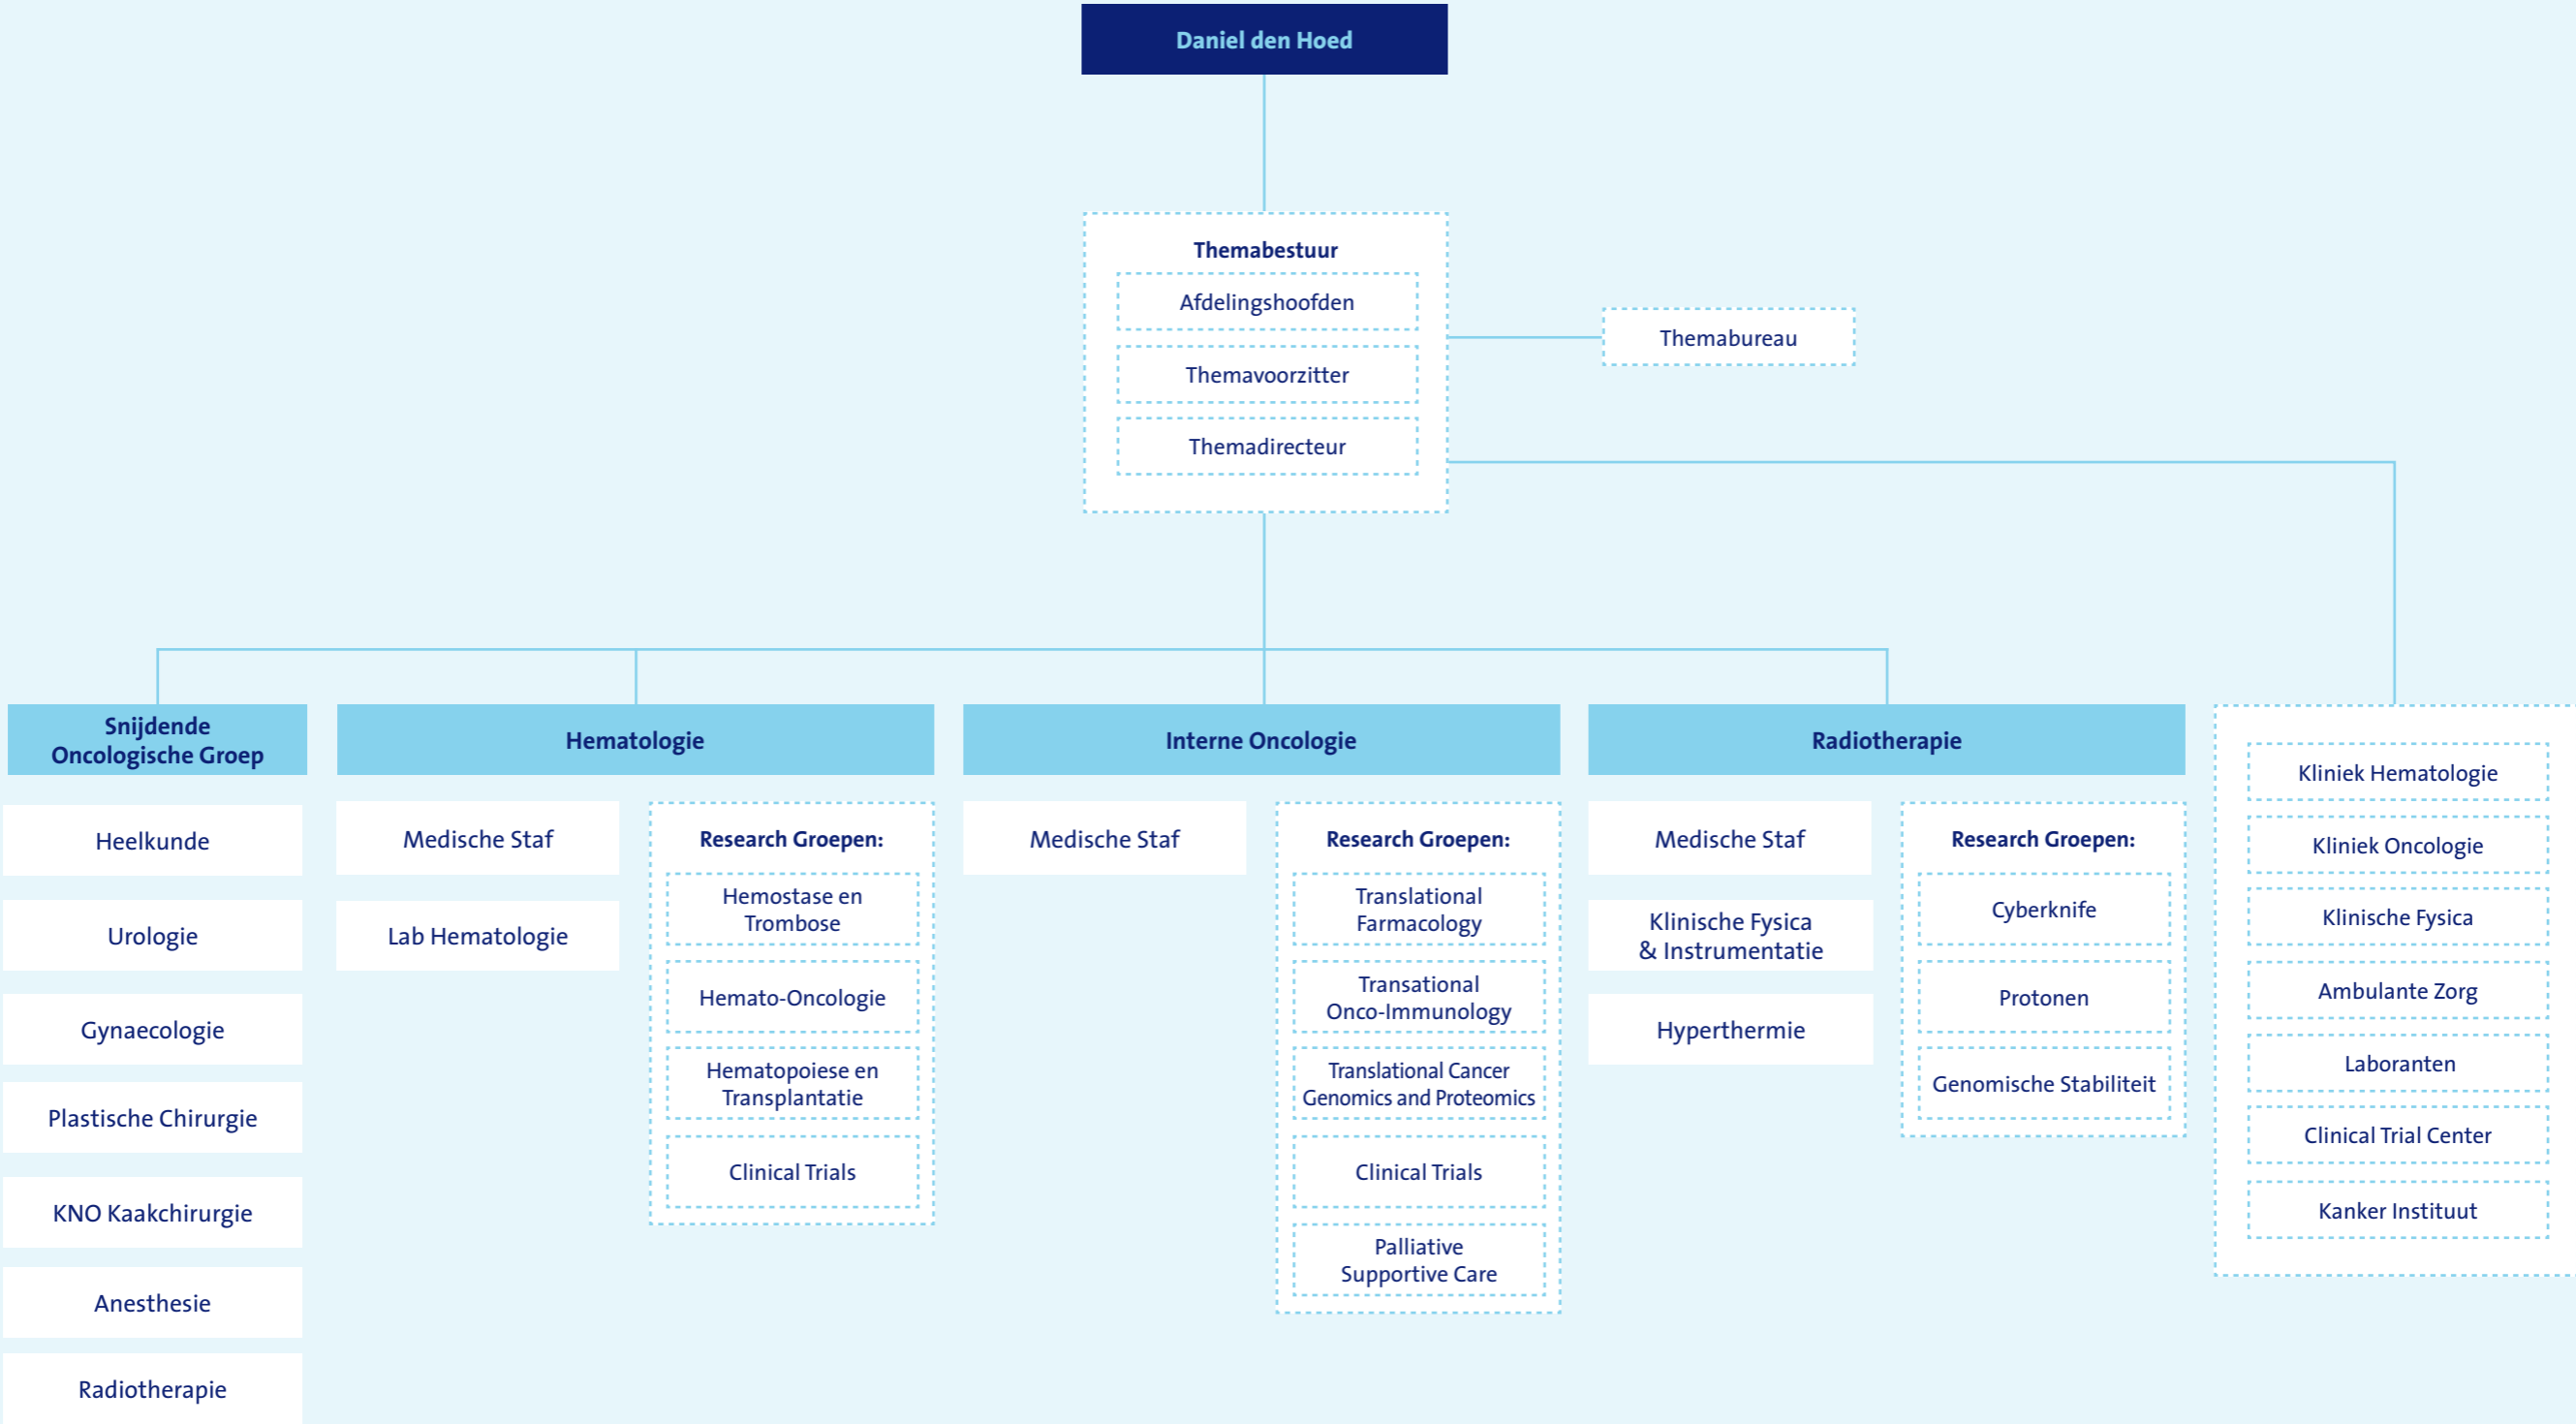 Daniel den Hoed
Themabestuur
Afdelingshoofden
Themavoorzitter
Themadirecteur
Themabureau
Snijdende
Oncologische Groep
Heelkunde
Urologie
Gynaecologie
Plastische Chirurgie
KNO Kaakchirurgie
Anesthesie
Radiotherapie
Hematologie
Medische Staf
Lab Hematologie
Research Groepen:
Hemostase en
Trombose
Hemato-Oncologie
Hematopoiese en
Transplantatie
Clinical Trials
Interne Oncologie
Medische Staf
Research Groepen:
Translational
Farmacology
Transational
Onco-Immunology
Translational Cancer
Genomics and Proteomics
Clinical Trials
Palliative
Supportive Care
Radiotherapie
Medische Staf
Klinische Fysica
& Instrumentatie
Hyperthermie
Research Groepen:
Cyberknife
Protonen
Genomische Stabiliteit
Kliniek Hematologie
Kliniek Oncologie
Klinische Fysica
Ambulante Zorg
Laboranten
Clinical Trial Center
Kanker Instituut